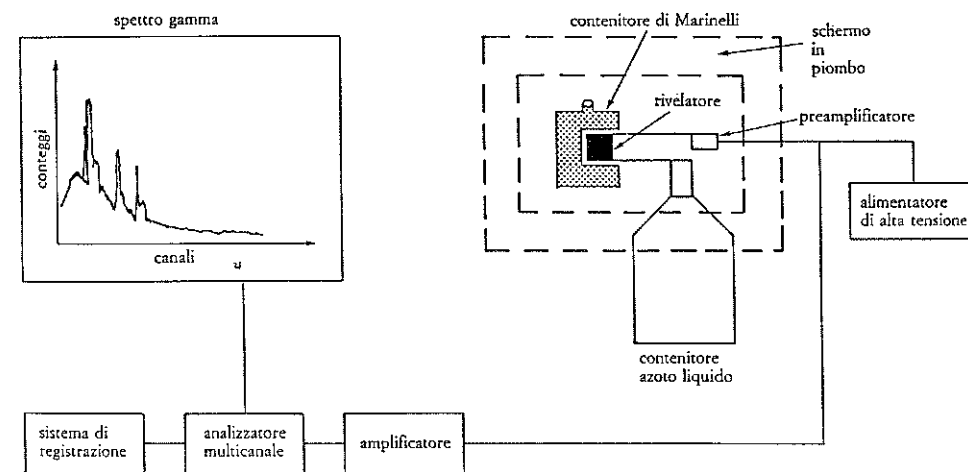 spettro gamma
conteggi
canali
contenitore di Marinelli
schermo
in
piombo
rivelatore
preamplificatore
alimentatore
di alta tensione
contenitore
azoto liquido
sistema di
registrazione
analizzatore
multicanale
amplificatore